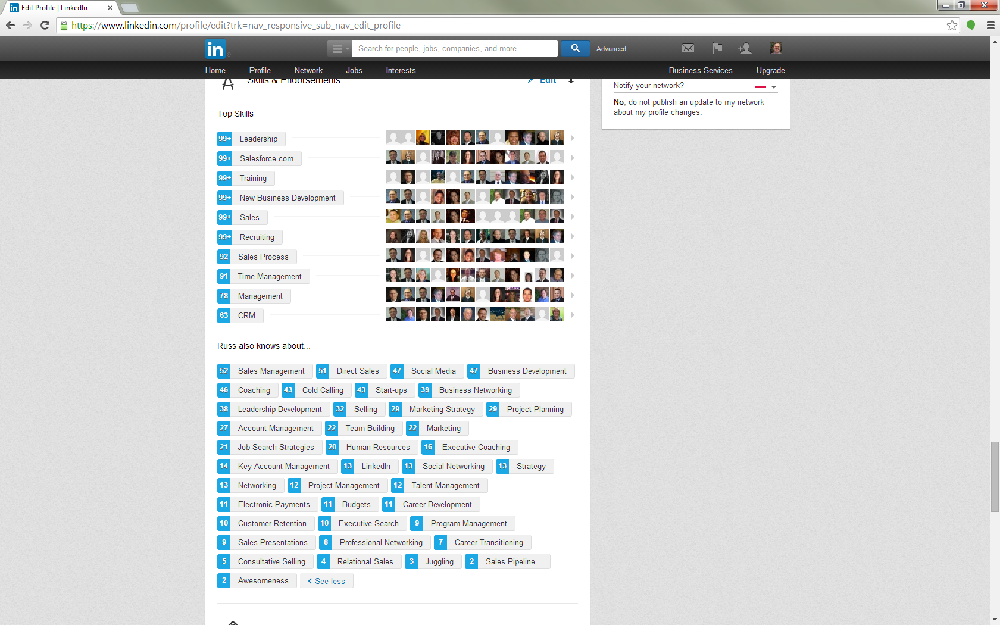 Edit Profile | LinkedIn
https://www.linkedin.com/profile/edit?trk=nav_responsive_sub_nav_edit_profile
in
Search for people, jobs, companies, and more...
Advanced
Home Profile Network Jobs Interests Business Services Upgrade
Skills & Endorsements Edit
Notify your network?
No, do not publish an update to my network
about my profile changes.
Top Skills
99+ Leadership
99+ Salesforce.com
99+ Training
99+ New Business Development
99+ Sales
99+ Recruiting
92 Sales Process
91 Time Management
78 Management
63 CRM
Russ also knows about...
52 Sales Management 51 Direct Sales 47 Social Media 47 Business Development
46 Coaching 43 Cold Calling 43 Start-ups 39 Business Networking
38 Leadership Development 32 Selling 29 Marketing Strategy 29 Project Planning
27 Account Management 22 Team Building 22 Marketing
21 Job Search Strategies 20 Human Resources 16 Executive Coaching
14 Key Account Management 13 LinkedIn 13 Social Networking 13 Strategy
13 Networking 12 Project Management 12 Talent Management
11 Electronic Payments 11 Budgets 11 Career Development
10 Customer Retention 10 Executive Search 9 Program Management
9 Sales Presentations 8 Professional Networking 7 Career Transitioning
5 Consultative Selling 4 Relational Sales 3 Juggling 2 Sales Pipeline...
2 Awesomeness See less